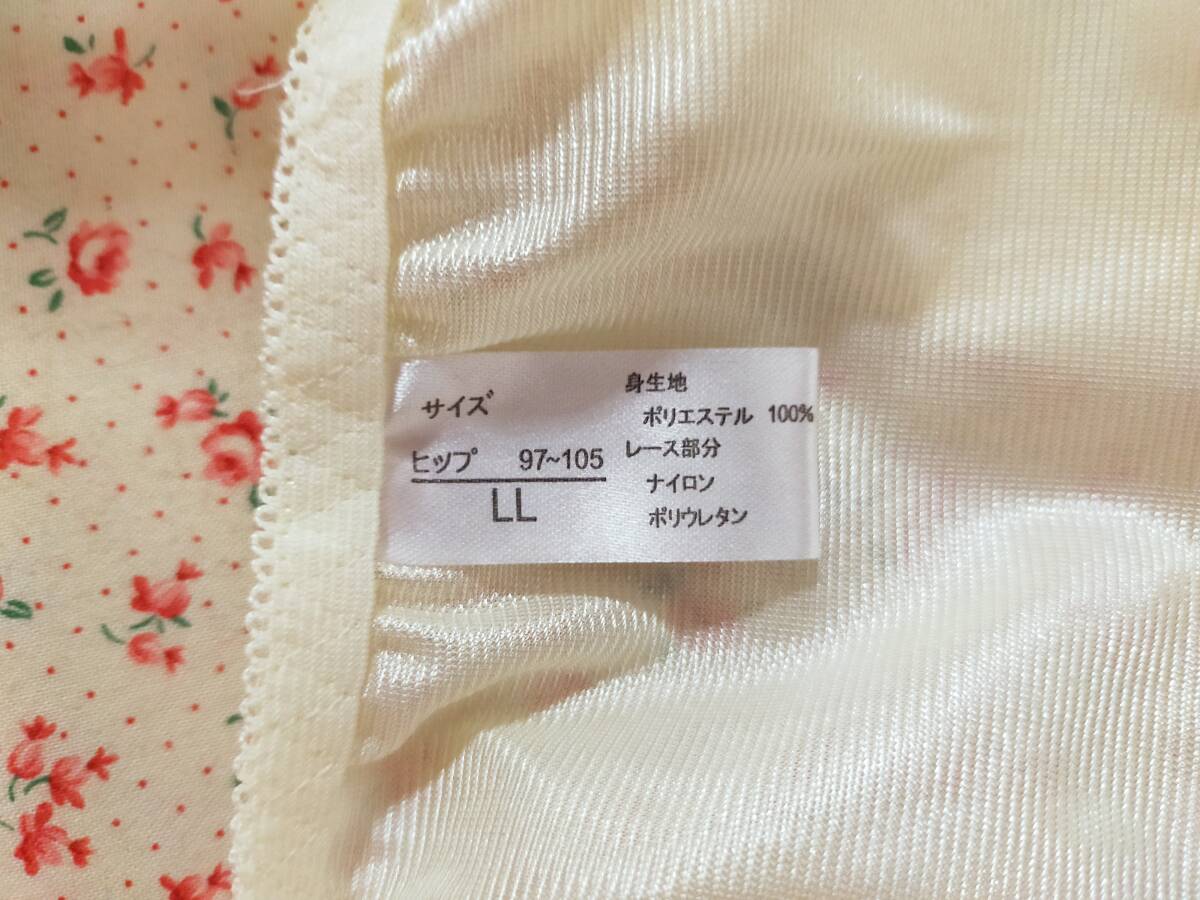 サイズ
ヒップ 97~105
LL
身生地
ポリエステル 100%
レース部分
ナイロン
ポリウレタン